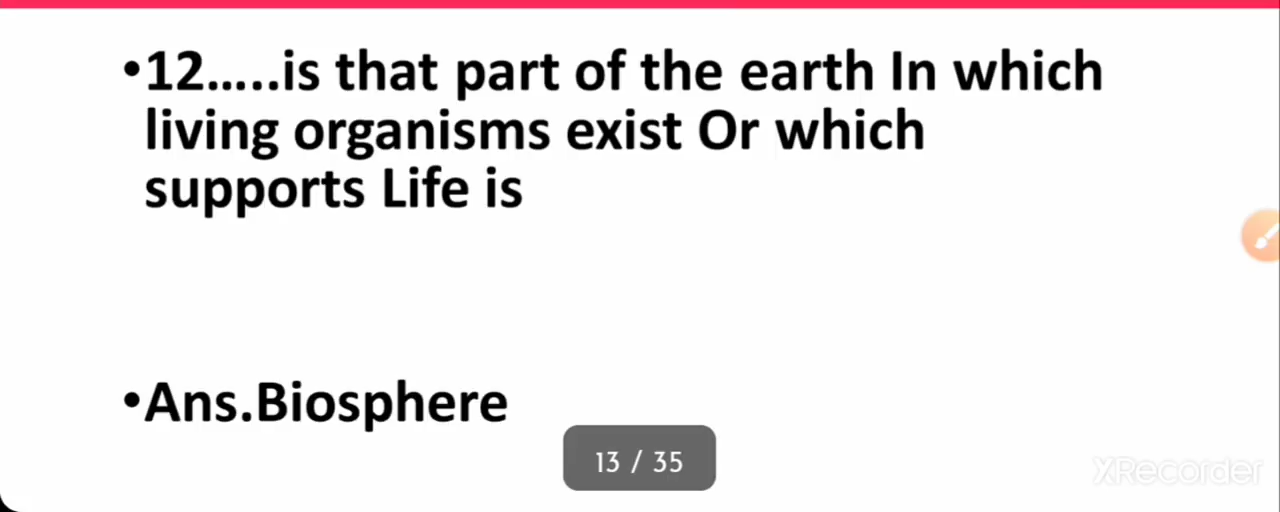 •12.....is that part of the earth In which
living organisms exist Or which
supports Life is
•Ans.Biosphere
13 / 35
XRecorder